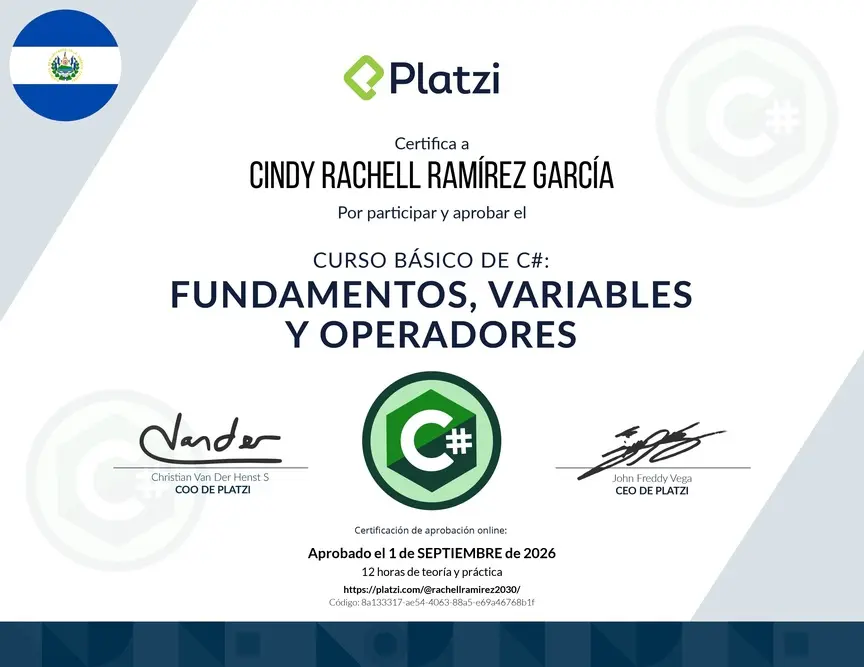 Platzi
Certifica a
CINDY RACHELL RAMÍREZ GARCÍA
Por participar y aprobar el
CURSO BÁSICO DE C#:
FUNDAMENTOS, VARIABLES
Y OPERADORES
C#
C#
C#
Vander
Christian Van Der Henst S
COO DE PLATZI
John Freddy Vega
CEO DE PLATZI
Certificación de aprobación online:
Aprobado el 1 de SEPTIEMBRE de 2026
12 horas de teoría y práctica
https://platzi.com/@rachellramirez2030/
Código: 8a133317-ae54-4063-88a5-e69a46768b1f